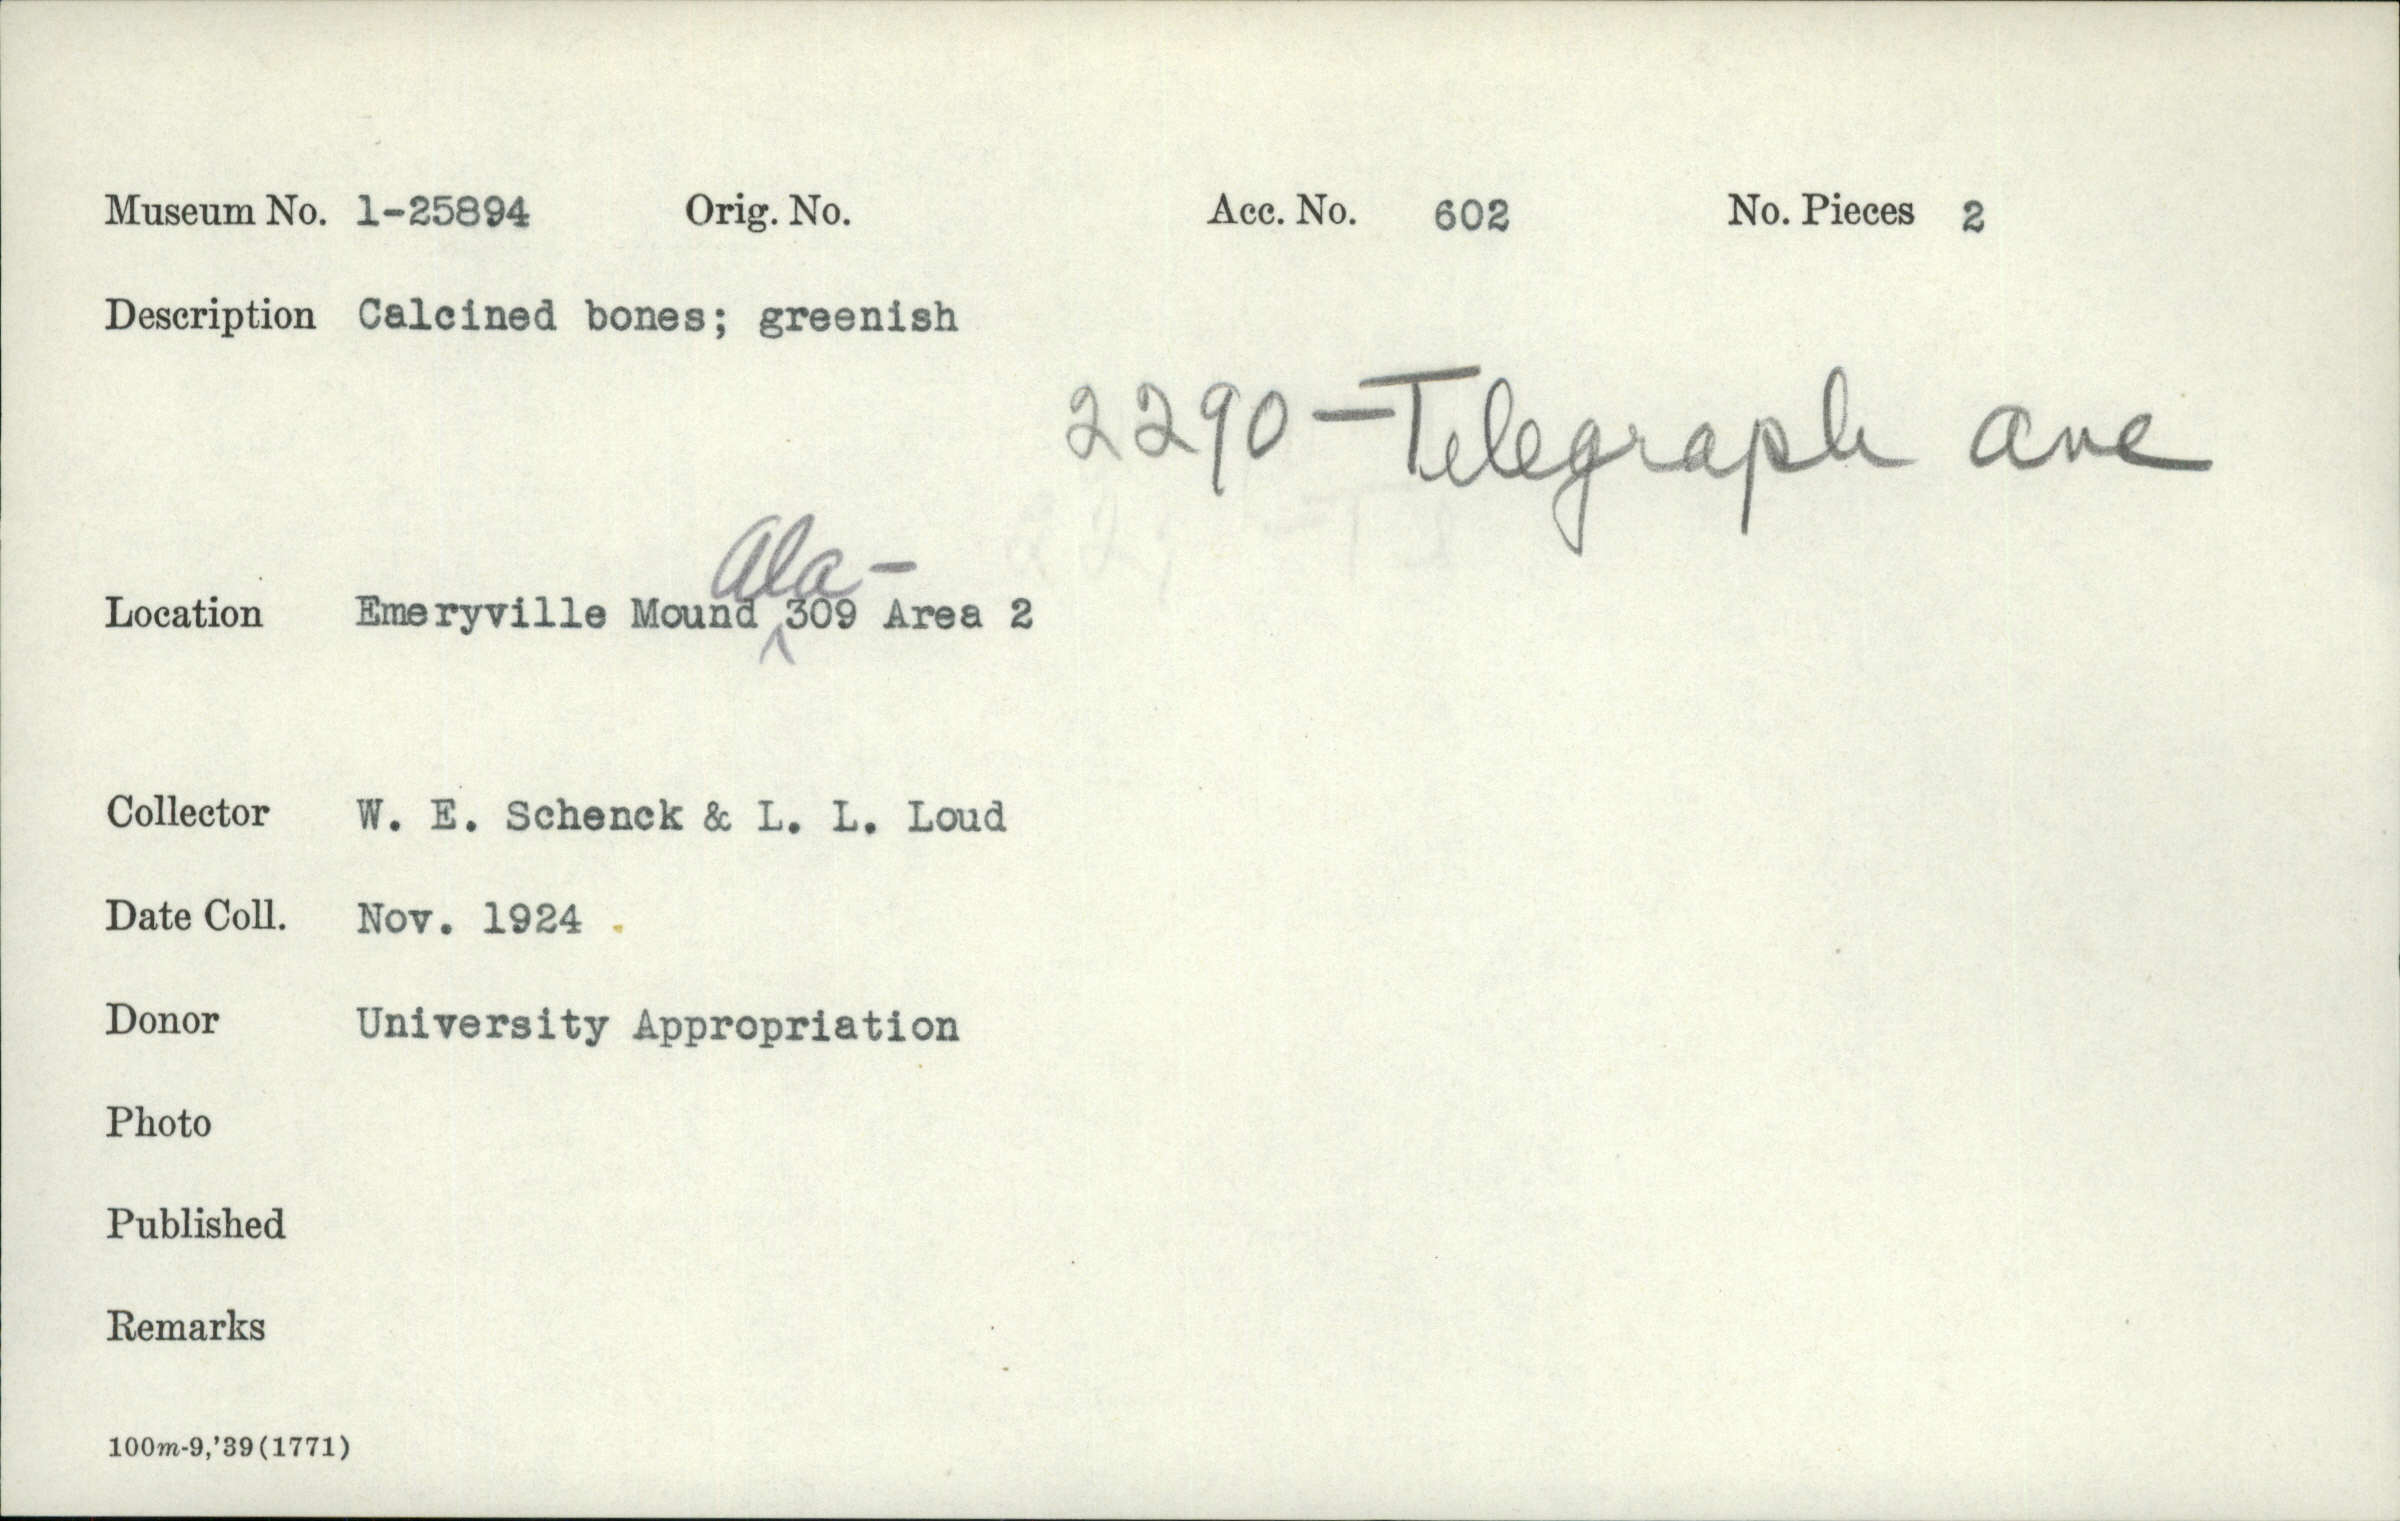 Museum No. 1-25894 Orig. No. Acc. No. 602 No. Pieces 2
Description Calcined bones; greenish
2290-Telegraph ave
Ala-
Location Emeryville Mound ^ 309 Area 2
Collector W. E. Schenck & L. L. Loud
Date Coll. Nov. 1924
Donor University Appropriation
Photo
Published
Remarks
100m-9,'39(1771)